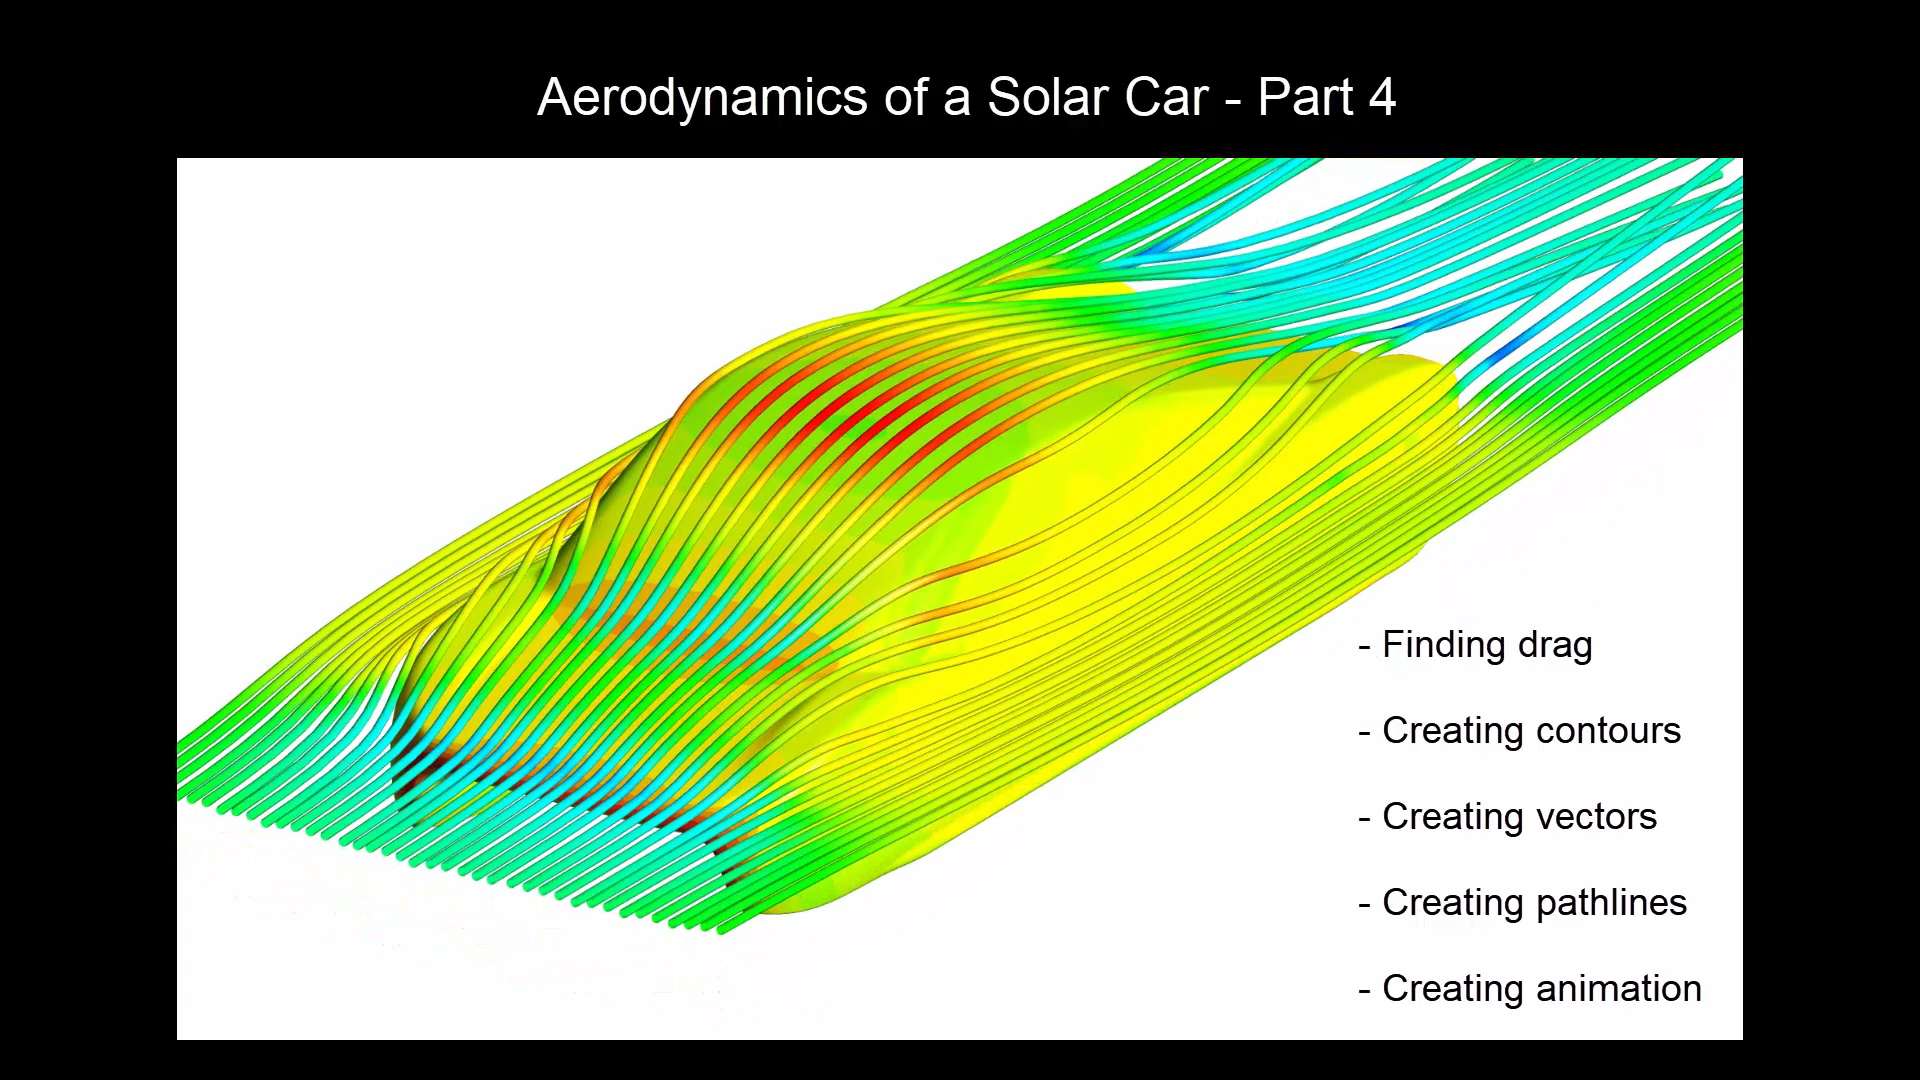 Aerodynamics of a Solar Car - Part 4
- Finding drag
- Creating contours
- Creating vectors
- Creating pathlines
- Creating animation